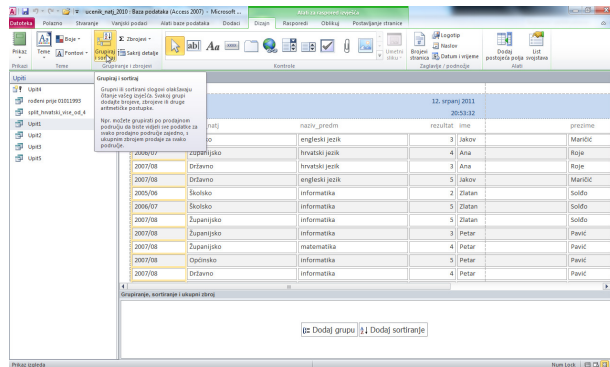 ucenik_natj_2010 : Baza podataka (Access 2007) - Microsoft ...
Datoteka Polazno Stvaranje Vanjski podaci Alati baze podataka Dodaci Dizajn Rasporedi Oblikuj Postavljanje stranice
Prikaz Teme Boje Fontovi Grupiraj i sortiraj Σ Zbrojevi Sakrij detalje Aa Umetni sliku Brojevi stranica Logotip Naslov Datum i vrijeme Dodaj postojeća polja List svojstava
Prikazi Teme Grupiranje i zbrojevi Kontrole Zaglavlje / podnožje Alati
Upiti
Upit4
rođeni prije 01011993
split_hrvatski_vise_od_4
Upit1
Upit2
Upit3
Upit5
Grupiraj i sortiraj
Grupni ili sortirani slogovi olakšavaju čitanje vašeg izvješća. Svakoj grupi dodajte brojeve, zbrojeve ili druge aritmetičke postupke.
Npr. možete grupirati po prodajnom području da biste vidjeli sve podatke za svako prodajno područje zajedno, s ukupnim zbrojem prodaje za svako područje.
12. srpanj 2011
20:53:32
naziv_predm rezultat ime prezime
engleski jezik 3 Jakov Maričić
2006/07 Županijsko hrvatski jezik 4 Ana Roje
2007/08 Državno hrvatski jezik 3 Ana Roje
2007/08 Državno engleski jezik 5 Jakov Maričić
2005/06 Školsko informatika 2 Zlatan Soldo
2006/07 Školsko informatika 5 Zlatan Soldo
2007/08 Županijsko informatika 5 Zlatan Soldo
2007/08 Županijsko informatika 3 Petar Pavić
2007/08 Županijsko matematika 4 Petar Pavić
2007/08 Općinsko informatika 5 Petar Pavić
2007/08 Državno informatika 4 Petar Pavić
Grupiranje, sortiranje i ukupni zbroj
Dodaj grupu Dodaj sortiranje
Prikaz izgleda Num Lock